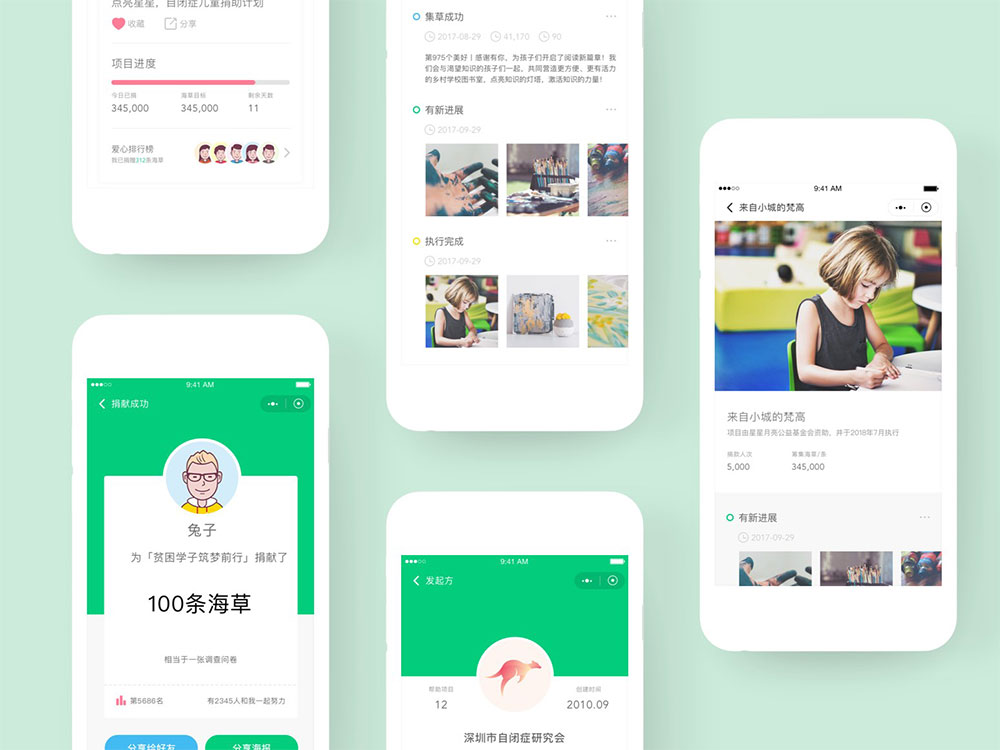 点亮星星，自闭症儿童捐助计划
收藏
分享
项目进度
今日已捐
海草目标
剩余天数
345,000
345,000
11
爱心排行榜
我已捐赠312条海草
集草成功
2017-08-29
41,170
90
第975个美好丨感谢有你，为孩子们开启了阅读新篇章！我
们会与渴望知识的孩子们一起，共同营造更方便、更有活力
的乡村学校图书室，点亮知识的灯塔，激活知识的力量！
有新进展
2017-09-29
执行完成
2017-09-29
9:41 AM
捐献成功
兔子
为「贫困学子筑梦前行」捐献了
100条海草
相当于一张调查问卷
第5686名
有2345人和我一起努力
分享给好友
分享海报
9:41 AM
发起方
帮助项目
创建时间
12
2010.09
深圳市自闭症研究会
9:41 AM
来自小城的梵高
来自小城的梵高
项目由星星月亮公益基金会资助，并于2018年7月执行
捐款人次
筹集海草/条
5,000
345,000
有新进展
2017-09-29